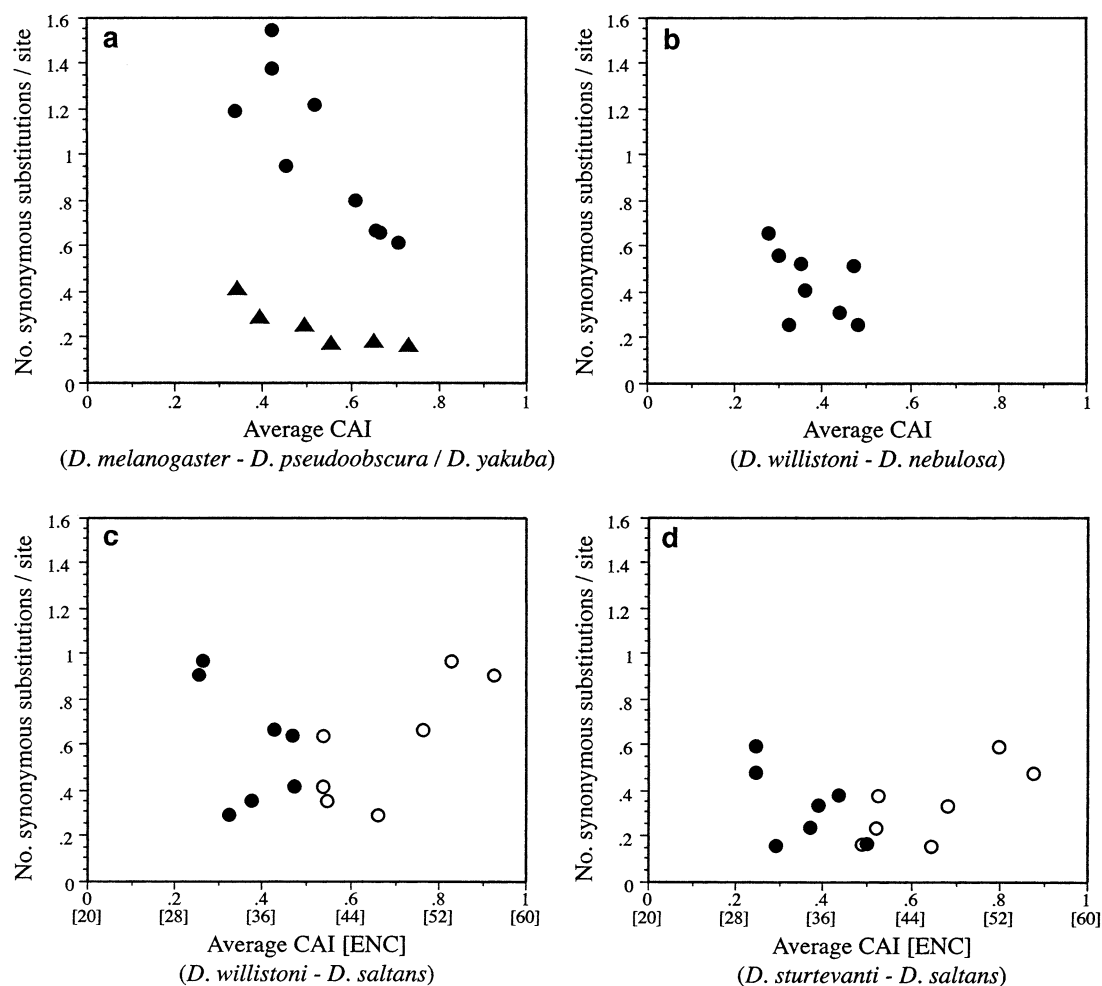 a
No. synonymous substitutions / site
1.6
1.4
1.2
1
.8
.6
.4
.2
0
0 .2 .4 .6 .8 1
Average CAI
(D. melanogaster - D. pseudoobscura / D. yakuba)
b
No. synonymous substitutions / site
1.6
1.4
1.2
1
.8
.6
.4
.2
0
0 .2 .4 .6 .8 1
Average CAI
(D. willistoni - D. nebulosa)
c
No. synonymous substitutions / site
1.6
1.4
1.2
1
.8
.6
.4
.2
0
0 .2 .4 .6 .8 1
[20] [28] [36] [44] [52] [60]
Average CAI [ENC]
(D. willistoni - D. saltans)
d
No. synonymous substitutions / site
1.6
1.4
1.2
1
.8
.6
.4
.2
0
0 .2 .4 .6 .8 1
[20] [28] [36] [44] [52] [60]
Average CAI [ENC]
(D. sturtevanti - D. saltans)